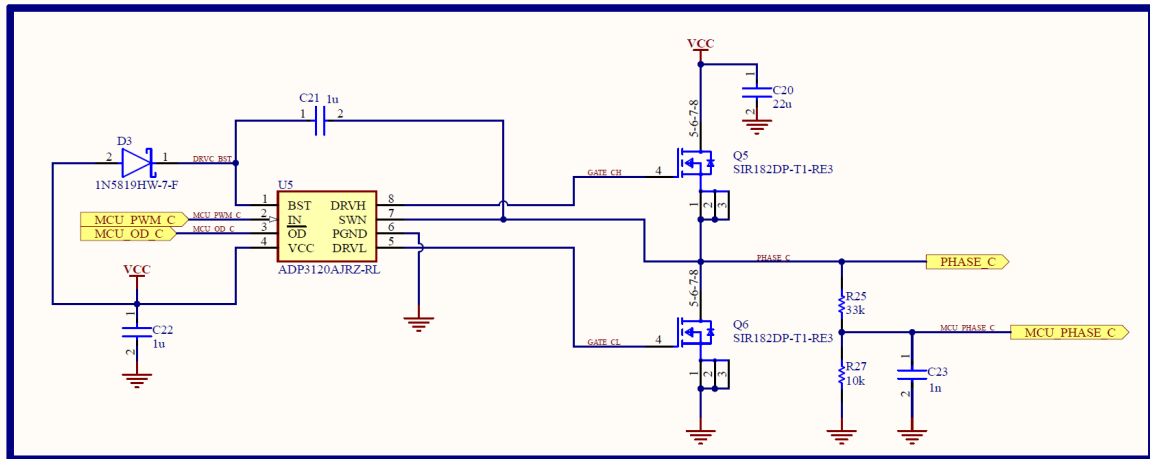 VCC
1
C20
22u
2
C21 1u
1 2
5-6-7-8
D3
2 1 DRVC_BST
1N5819HW-7-F
Q5
SIR182DP-T1-RE3
GATE_CH 4
U5
1 BST DRVH 8
MCU_PWM_C MCU_PWM_C 2 IN SWN 7
MCU_OD_C MCU_OD_C 3 OD PGND 6
4 VCC DRVL 5
ADP3120AJRZ-RL
1 2 3
PHASE_C PHASE_C
VCC
5-6-7-8
R25
33k
1
C22
1u
2
Q6
SIR182DP-T1-RE3
GATE_CL 4
MCU_PHASE_C MCU_PHASE_C
1 2 3
R27
10k
1
C23
1n
2